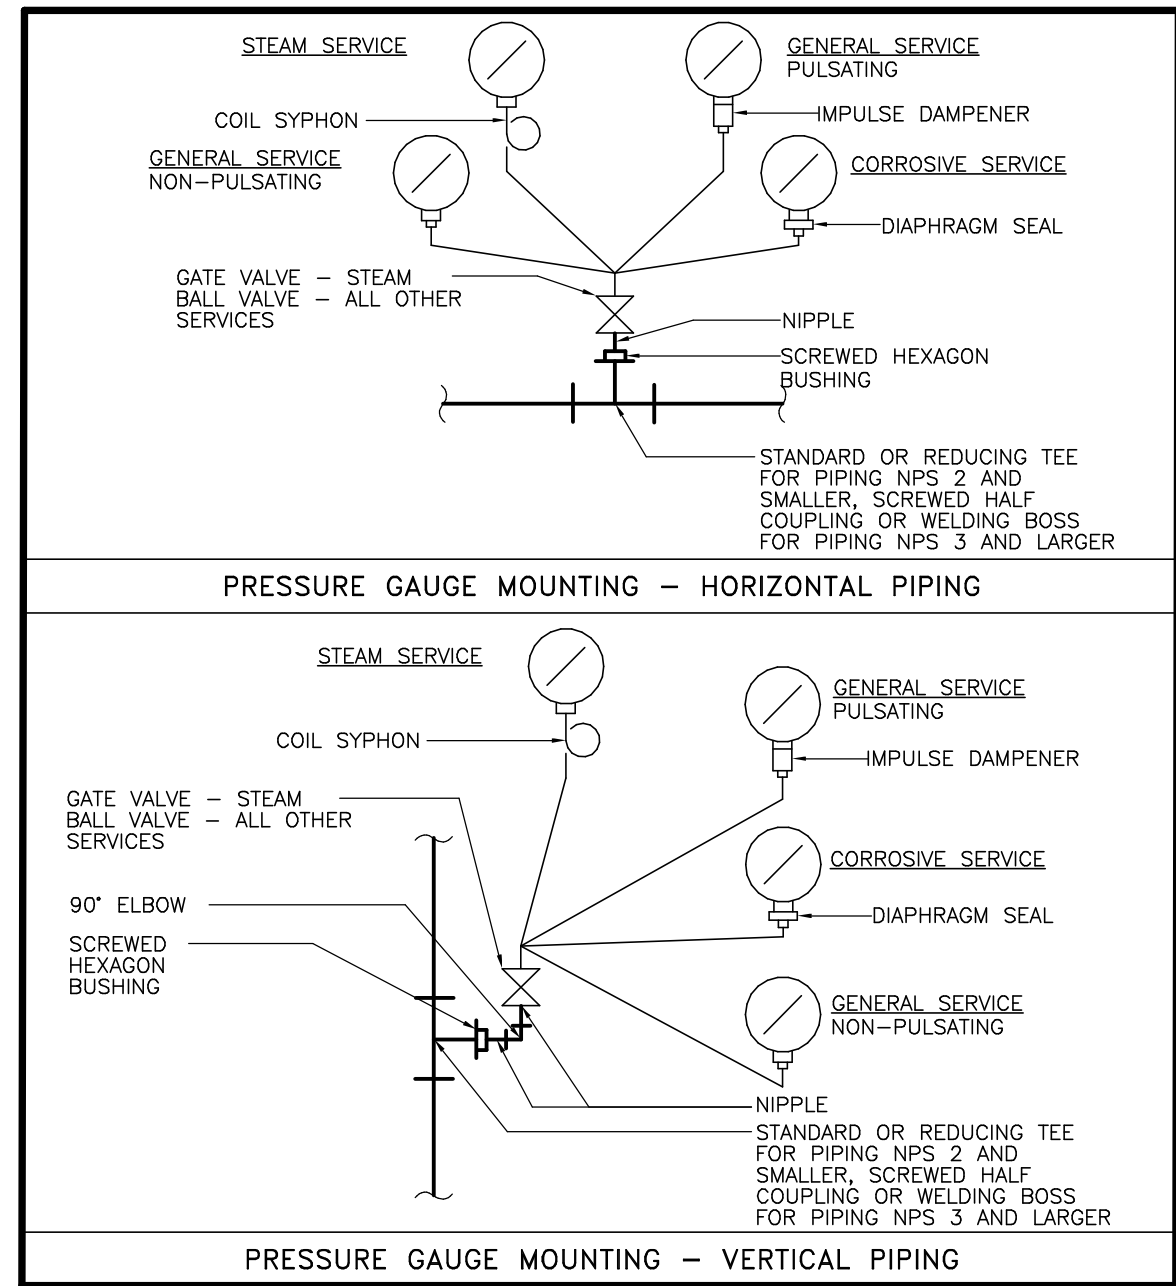 STEAM SERVICE
GENERAL SERVICE
PULSATING
COIL SYPHON
IMPULSE DAMPENER
GENERAL SERVICE
NON-PULSATING
CORROSIVE SERVICE
DIAPHRAGM SEAL
GATE VALVE – STEAM
BALL VALVE – ALL OTHER
SERVICES
NIPPLE
SCREWED HEXAGON
BUSHING
STANDARD OR REDUCING TEE
FOR PIPING NPS 2 AND
SMALLER, SCREWED HALF
COUPLING OR WELDING BOSS
FOR PIPING NPS 3 AND LARGER
PRESSURE GAUGE MOUNTING – HORIZONTAL PIPING
STEAM SERVICE
GENERAL SERVICE
PULSATING
COIL SYPHON
IMPULSE DAMPENER
GATE VALVE – STEAM
BALL VALVE – ALL OTHER
SERVICES
CORROSIVE SERVICE
90° ELBOW
DIAPHRAGM SEAL
SCREWED
HEXAGON
BUSHING
GENERAL SERVICE
NON-PULSATING
NIPPLE
STANDARD OR REDUCING TEE
FOR PIPING NPS 2 AND
SMALLER, SCREWED HALF
COUPLING OR WELDING BOSS
FOR PIPING NPS 3 AND LARGER
PRESSURE GAUGE MOUNTING – VERTICAL PIPING